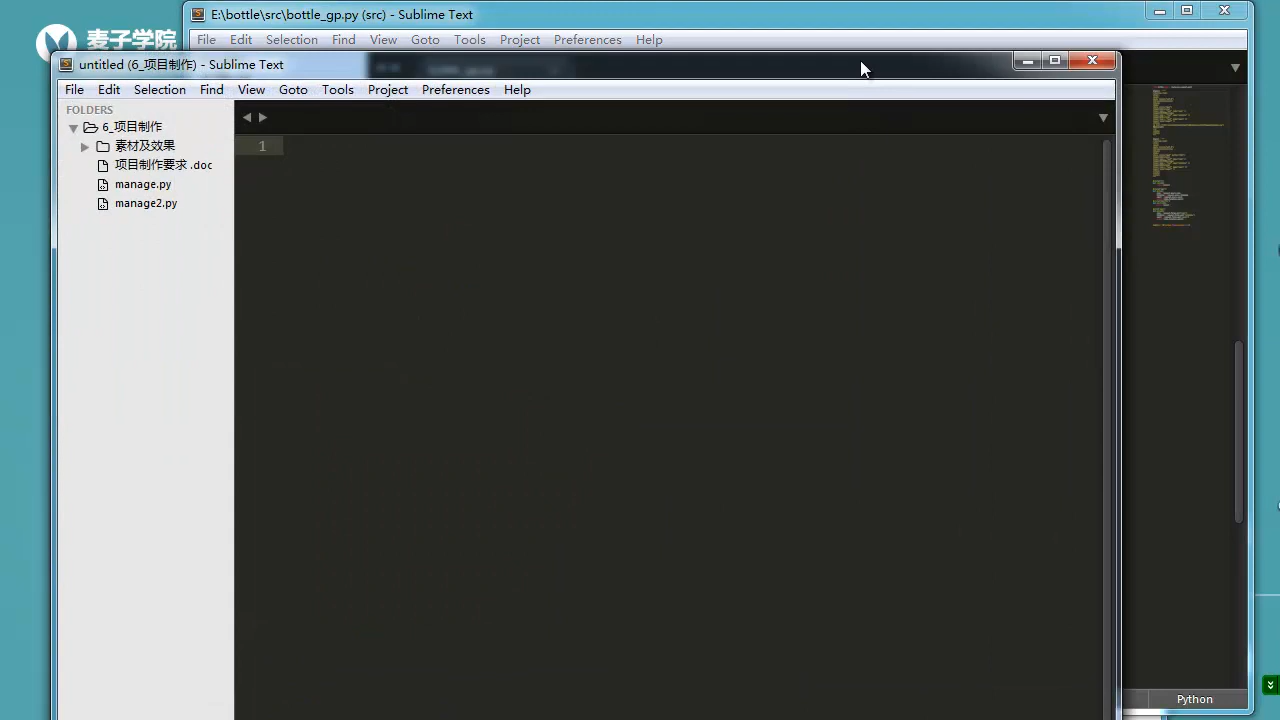 E:\bottle\src\bottle_gp.py (src) - Sublime Text
麦子学院
File Edit Selection Find View Goto Tools Project Preferences Help
untitled (6_项目制作) - Sublime Text
File Edit Selection Find View Goto Tools Project Preferences Help
FOLDERS
6_项目制作
1
素材及效果
项目制作要求 .doc
manage.py
manage2.py
Python